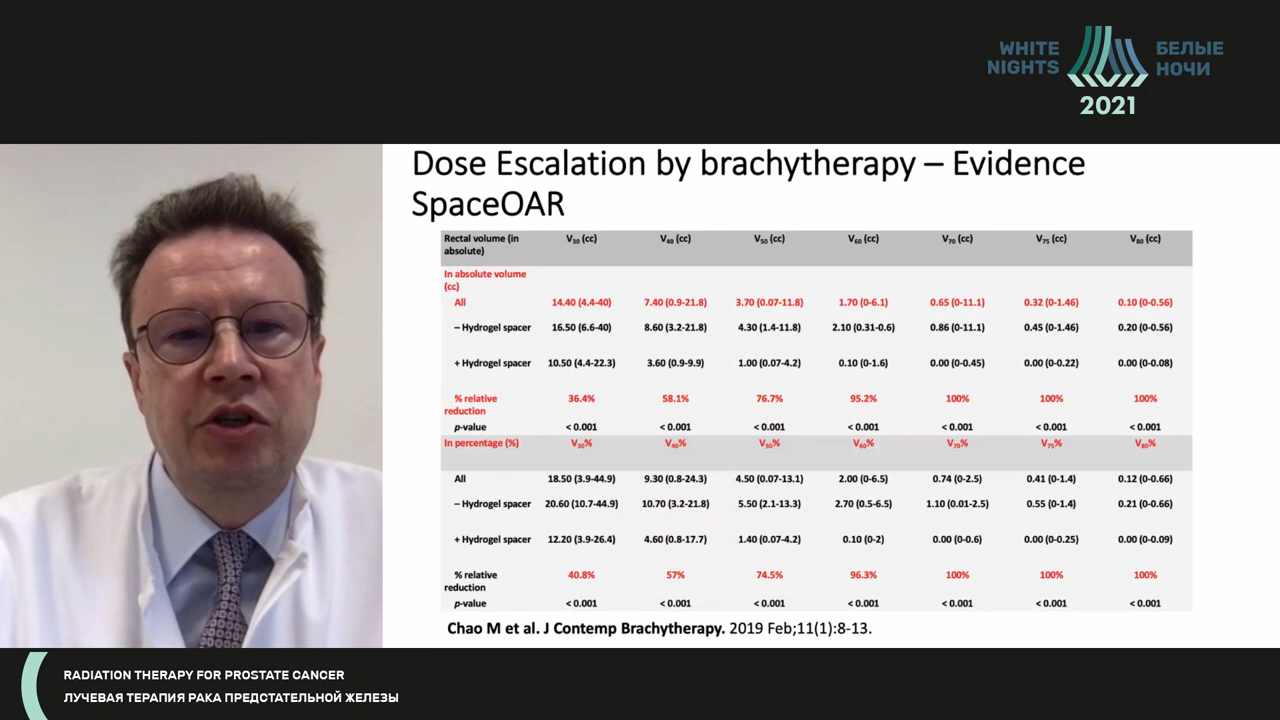 WHITE NIGHTS
БЕЛЫЕ НОЧИ
2021
Dose Escalation by brachytherapy – Evidence
SpaceOAR
Rectal volume (in absolute) V30 (cc) V40 (cc) V50 (cc) V60 (cc) V70 (cc) V75 (cc) V80 (cc)
In absolute volume (cc)
All 14.40 (4.4-40) 7.40 (0.9-21.8) 3.70 (0.07-11.8) 1.70 (0-6.1) 0.65 (0-11.1) 0.32 (0-1.46) 0.10 (0-0.56)
– Hydrogel spacer 16.50 (6.6-40) 8.60 (3.2-21.8) 4.30 (1.4-11.8) 2.10 (0.31-0.6) 0.86 (0-11.1) 0.45 (0-1.46) 0.20 (0-0.56)
+ Hydrogel spacer 10.50 (4.4-22.3) 3.60 (0.9-9.9) 1.00 (0.07-4.2) 0.10 (0-1.6) 0.00 (0-0.45) 0.00 (0-0.22) 0.00 (0-0.08)
% relative reduction 36.4% 58.1% 76.7% 95.2% 100% 100% 100%
p-value < 0.001 < 0.001 < 0.001 < 0.001 < 0.001 < 0.001 < 0.001
In percentage (%) V30% V40% V50% V60% V70% V75% V80%
All 18.50 (3.9-44.9) 9.30 (0.8-24.3) 4.50 (0.07-13.1) 2.00 (0-6.5) 0.74 (0-2.5) 0.41 (0-1.4) 0.12 (0-0.66)
– Hydrogel spacer 20.60 (10.7-44.9) 10.70 (3.2-21.8) 5.50 (2.1-13.3) 2.70 (0.5-6.5) 1.10 (0.01-2.5) 0.55 (0-1.4) 0.21 (0-0.66)
+ Hydrogel spacer 12.20 (3.9-26.4) 4.60 (0.8-17.7) 1.40 (0.07-4.2) 0.10 (0-2) 0.00 (0-0.6) 0.00 (0-0.25) 0.00 (0-0.09)
% relative reduction 40.8% 57% 74.5% 96.3% 100% 100% 100%
p-value < 0.001 < 0.001 < 0.001 < 0.001 < 0.001 < 0.001 < 0.001
Chao M et al. J Contemp Brachytherapy. 2019 Feb;11(1):8-13.
RADIATION THERAPY FOR PROSTATE CANCER
ЛУЧЕВАЯ ТЕРАПИЯ РАКА ПРЕДСТАТЕЛЬНОЙ ЖЕЛЕЗЫ